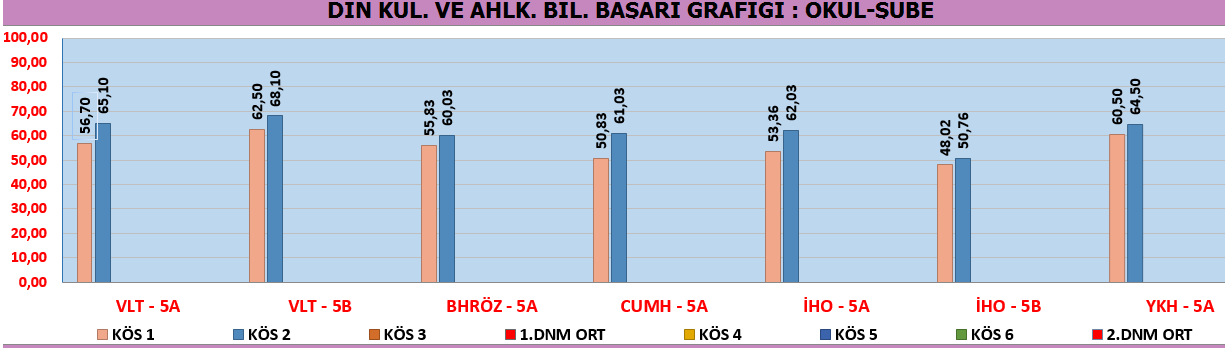 DİN KUL. VE AHLK. BİL. BAŞARI GRAFİĞİ : OKUL-ŞUBE
100,00
90,00
80,00
70,00
60,00
50,00
40,00
30,00
20,00
10,00
0,00
56,70 65,10 62,50 68,10 55,83 60,03 50,83 61,03 53,36 62,03 48,02 50,76 60,50 64,50
VLT - 5A VLT - 5B BHRÖZ - 5A CUMH - 5A İHO - 5A İHO - 5B YKH - 5A
KÖS 1 KÖS 2 KÖS 3 1.DNM ORT KÖS 4 KÖS 5 KÖS 6 2.DNM ORT